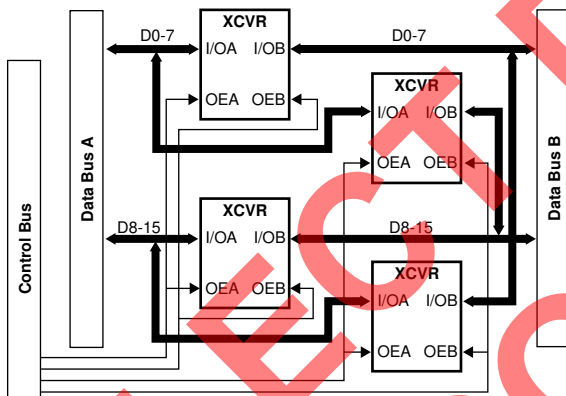 XCVR
D0-7
I/OA I/OB
D0-7
OEA OEB
XCVR
I/OA I/OB
OEA OEB
Control Bus
Data Bus A
Data Bus B
XCVR
D8-15
I/OA I/OB
D8-15
OEA OEB
XCVR
I/OA I/OB
OEA OEB